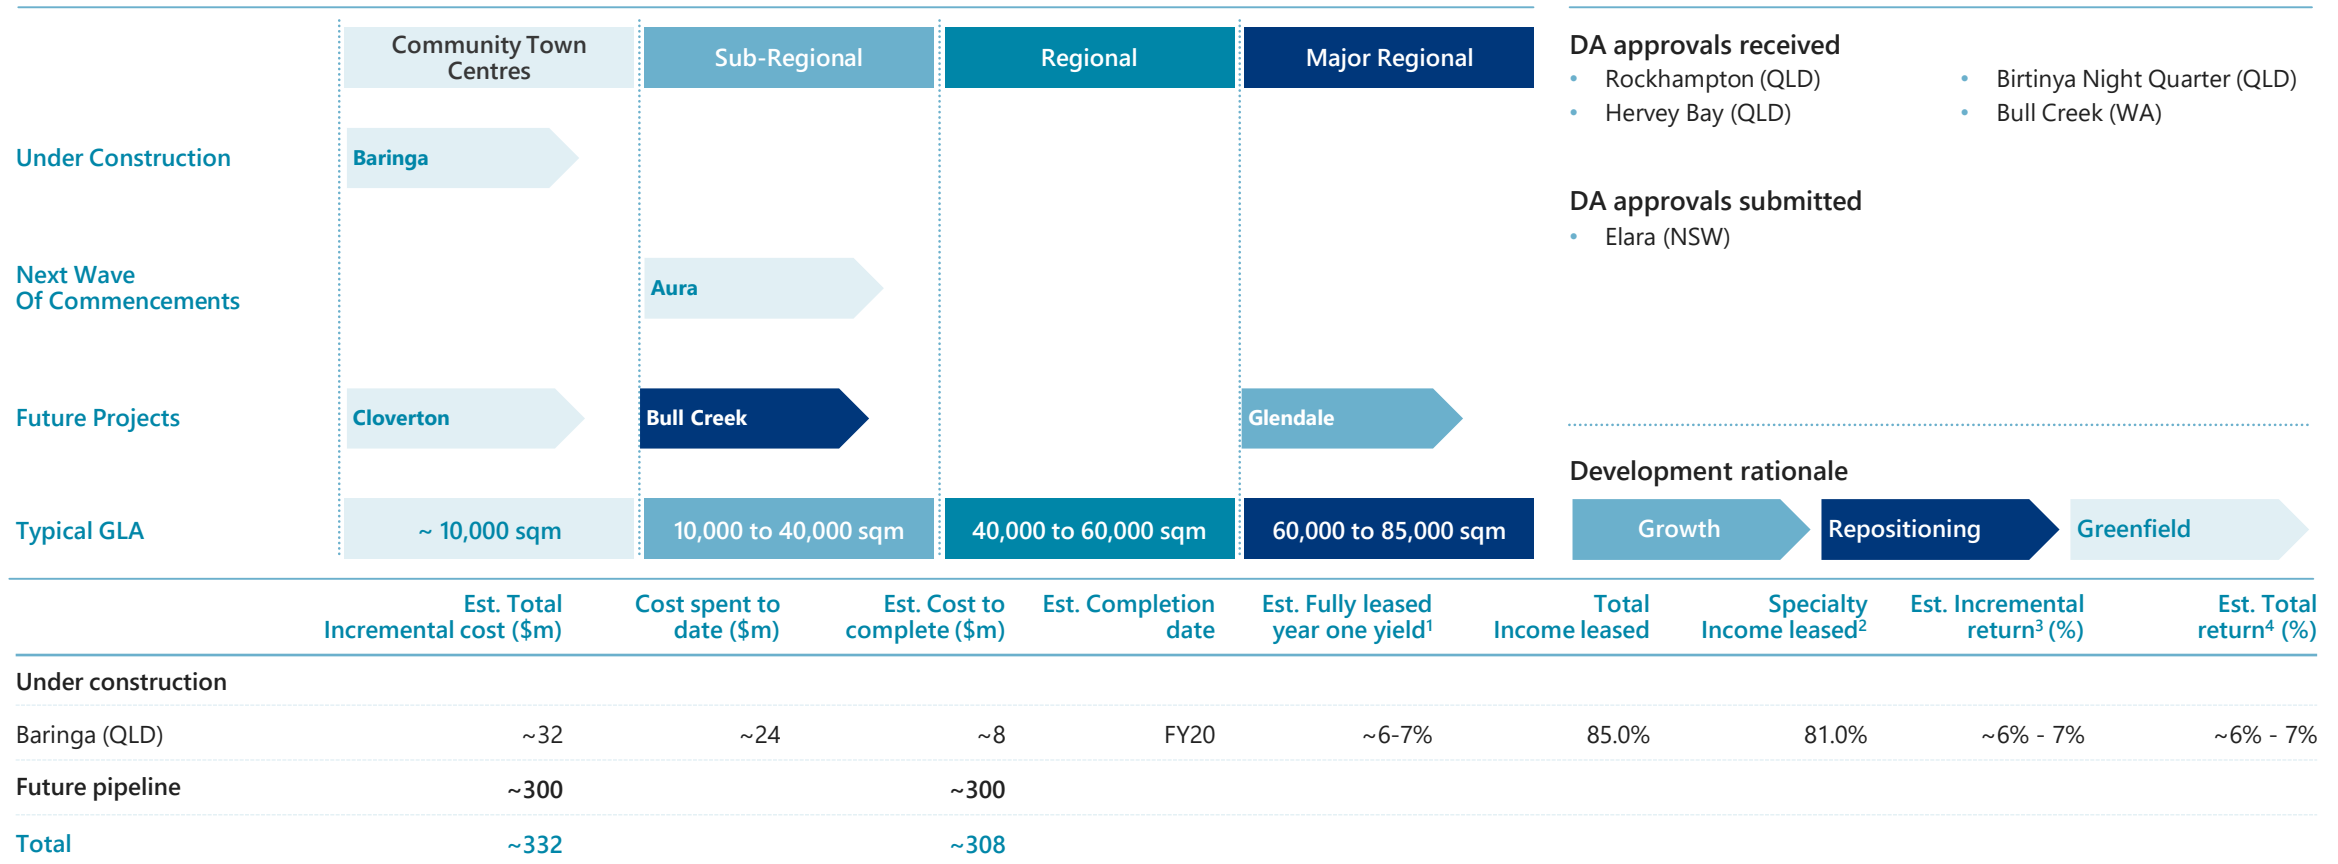 Community Town
Centres
Sub-Regional
Regional
Major Regional
Under Construction
Baringa
Next Wave
Of Commencements
Aura
Future Projects
Cloverton
Bull Creek
Glendale
Typical GLA
~ 10,000 sqm
10,000 to 40,000 sqm
40,000 to 60,000 sqm
60,000 to 85,000 sqm
DA approvals received
• Rockhampton (QLD)
• Hervey Bay (QLD)
• Birtinya Night Quarter (QLD)
• Bull Creek (WA)
DA approvals submitted
• Elara (NSW)
Development rationale
Growth
Repositioning
Greenfield
Est. Total
Incremental cost ($m)
Cost spent to
date ($m)
Est. Cost to
complete ($m)
Est. Completion
date
Est. Fully leased
year one yield¹
Total
Income leased
Specialty
Income leased²
Est. Incremental
return³ (%)
Est. Total
return⁴ (%)
Under construction
Baringa (QLD) ~32 ~24 ~8 FY20 ~6-7% 85.0% 81.0% ~6% - 7% ~6% - 7%
Future pipeline ~300 ~300
Total ~332 ~308